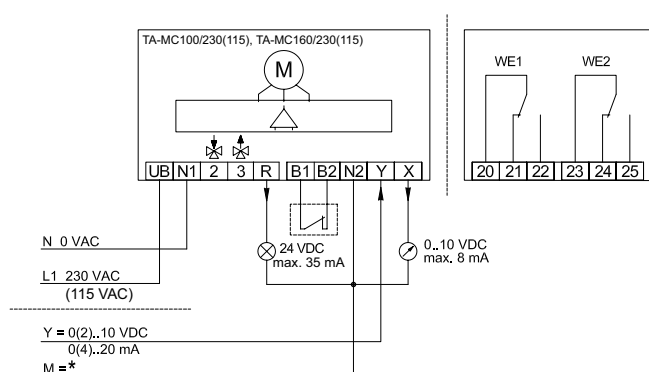 TA-MC100/230(115), TA-MC160/230(115)
M
WE1 WE2
UB N1 2 3 R B1 B2 N2 Y X
20 21 22 23 24 25
N 0 VAC
24 VDC
max. 35 mA
0..10 VDC
max. 8 mA
L1 230 VAC
(115 VAC)
Y = 0(2)..10 VDC
0(4)..20 mA
M =*